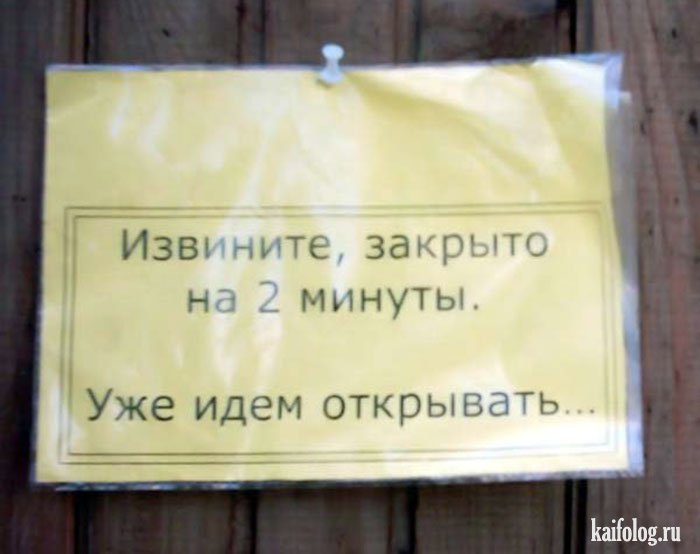 Извините, закрыто
на 2 минуты.
Уже идем открывать...
kaifolog.ru